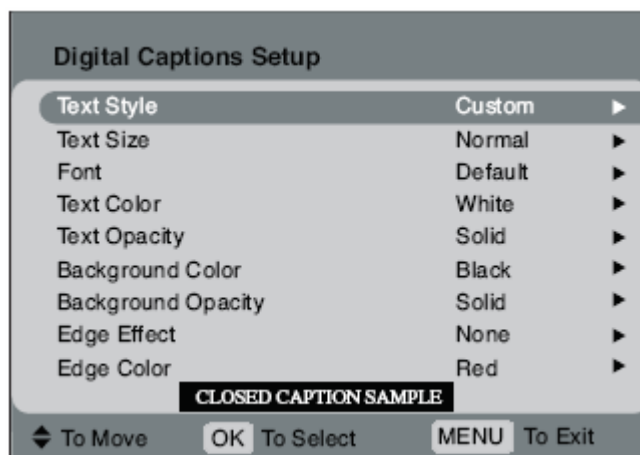 Digital Captions Setup
Text Style Custom
Text Size Normal
Font Default
Text Color White
Text Opacity Solid
Background Color Black
Background Opacity Solid
Edge Effect None
Edge Color Red
CLOSED CAPTION SAMPLE
To Move OK To Select MENU To Exit